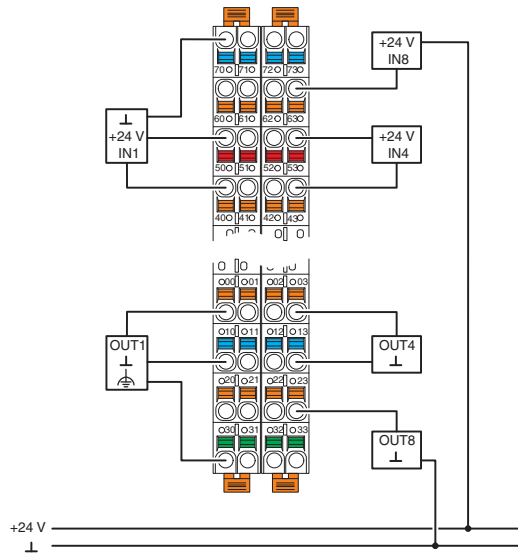 +24 V
IN8
70 71 72 73
60 61 62 63
⊥
+24 V
IN1
+24 V
IN4
50 51 52 53
40 41 42 43
00 01 02 03
10 11 12 13
OUT1
⊥
OUT4
⊥
20 21 22 23
30 31 32 33
OUT8
⊥
+24 V
⊥